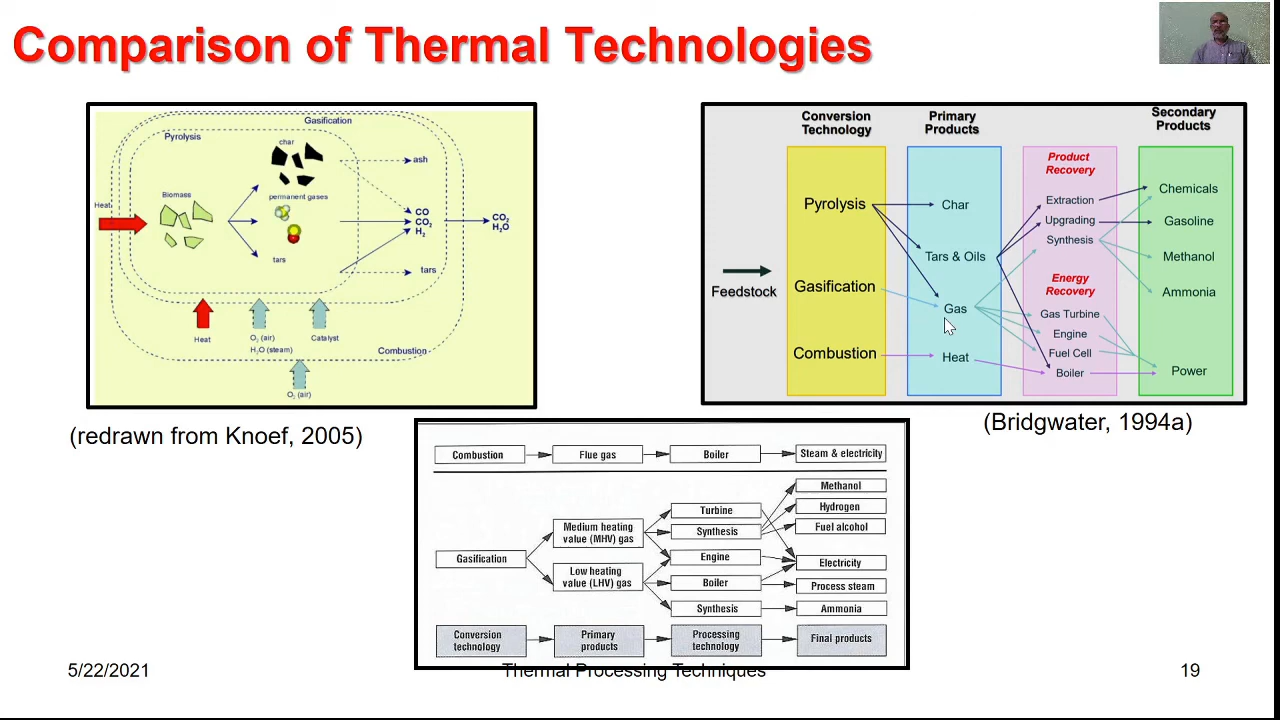 Comparison of Thermal Technologies
Gasification
Pyrolysis
char
ash
Biomass
permanent gases
Heat
CO
CO2
H2
CO2
H2O
tars
tars
Heat
O2 (air)
H2O (steam)
Catalyst
Combustion
O2 (air)
(redrawn from Knoef, 2005)
Conversion Technology
Primary Products
Secondary Products
Product Recovery
Pyrolysis
Char
Extraction
Upgrading
Synthesis
Chemicals
Gasoline
Methanol
Ammonia
Tars & Oils
Feedstock
Gasification
Gas
Energy Recovery
Gas Turbine
Engine
Fuel Cell
Boiler
Combustion
Heat
Power
(Bridgwater, 1994a)
Combustion
Flue gas
Boiler
Steam & electricity
Methanol
Turbine
Hydrogen
Medium heating
value (MHV) gas
Synthesis
Fuel alcohol
Gasification
Engine
Electricity
Low heating
value (LHV) gas
Boiler
Process steam
Synthesis
Ammonia
Conversion technology
Primary products
Processing technology
Final products
5/22/2021
Thermal Processing Techniques
19